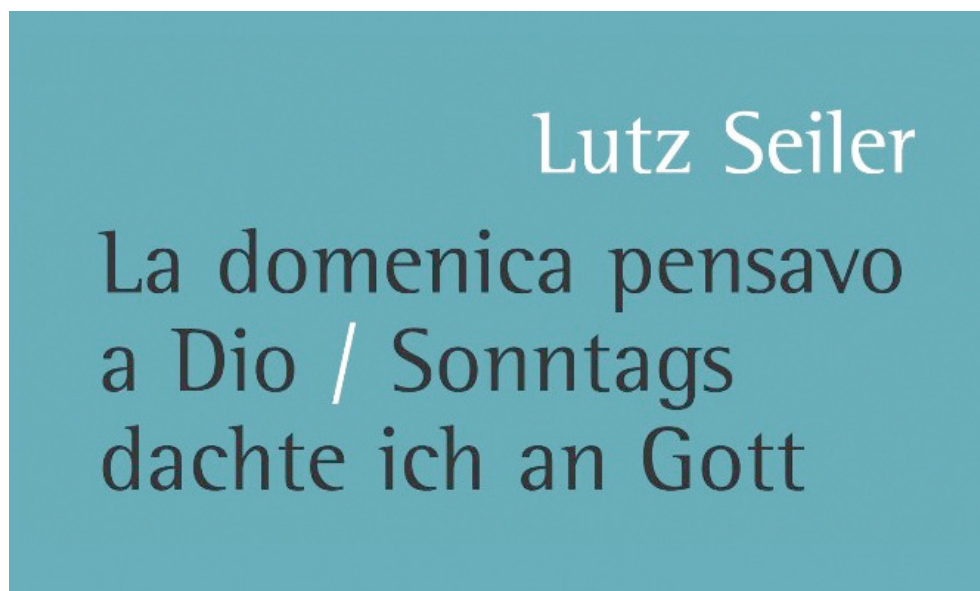 Lutz Seiler
La domenica pensavo
a Dio / Sonntags
dachte ich an Gott